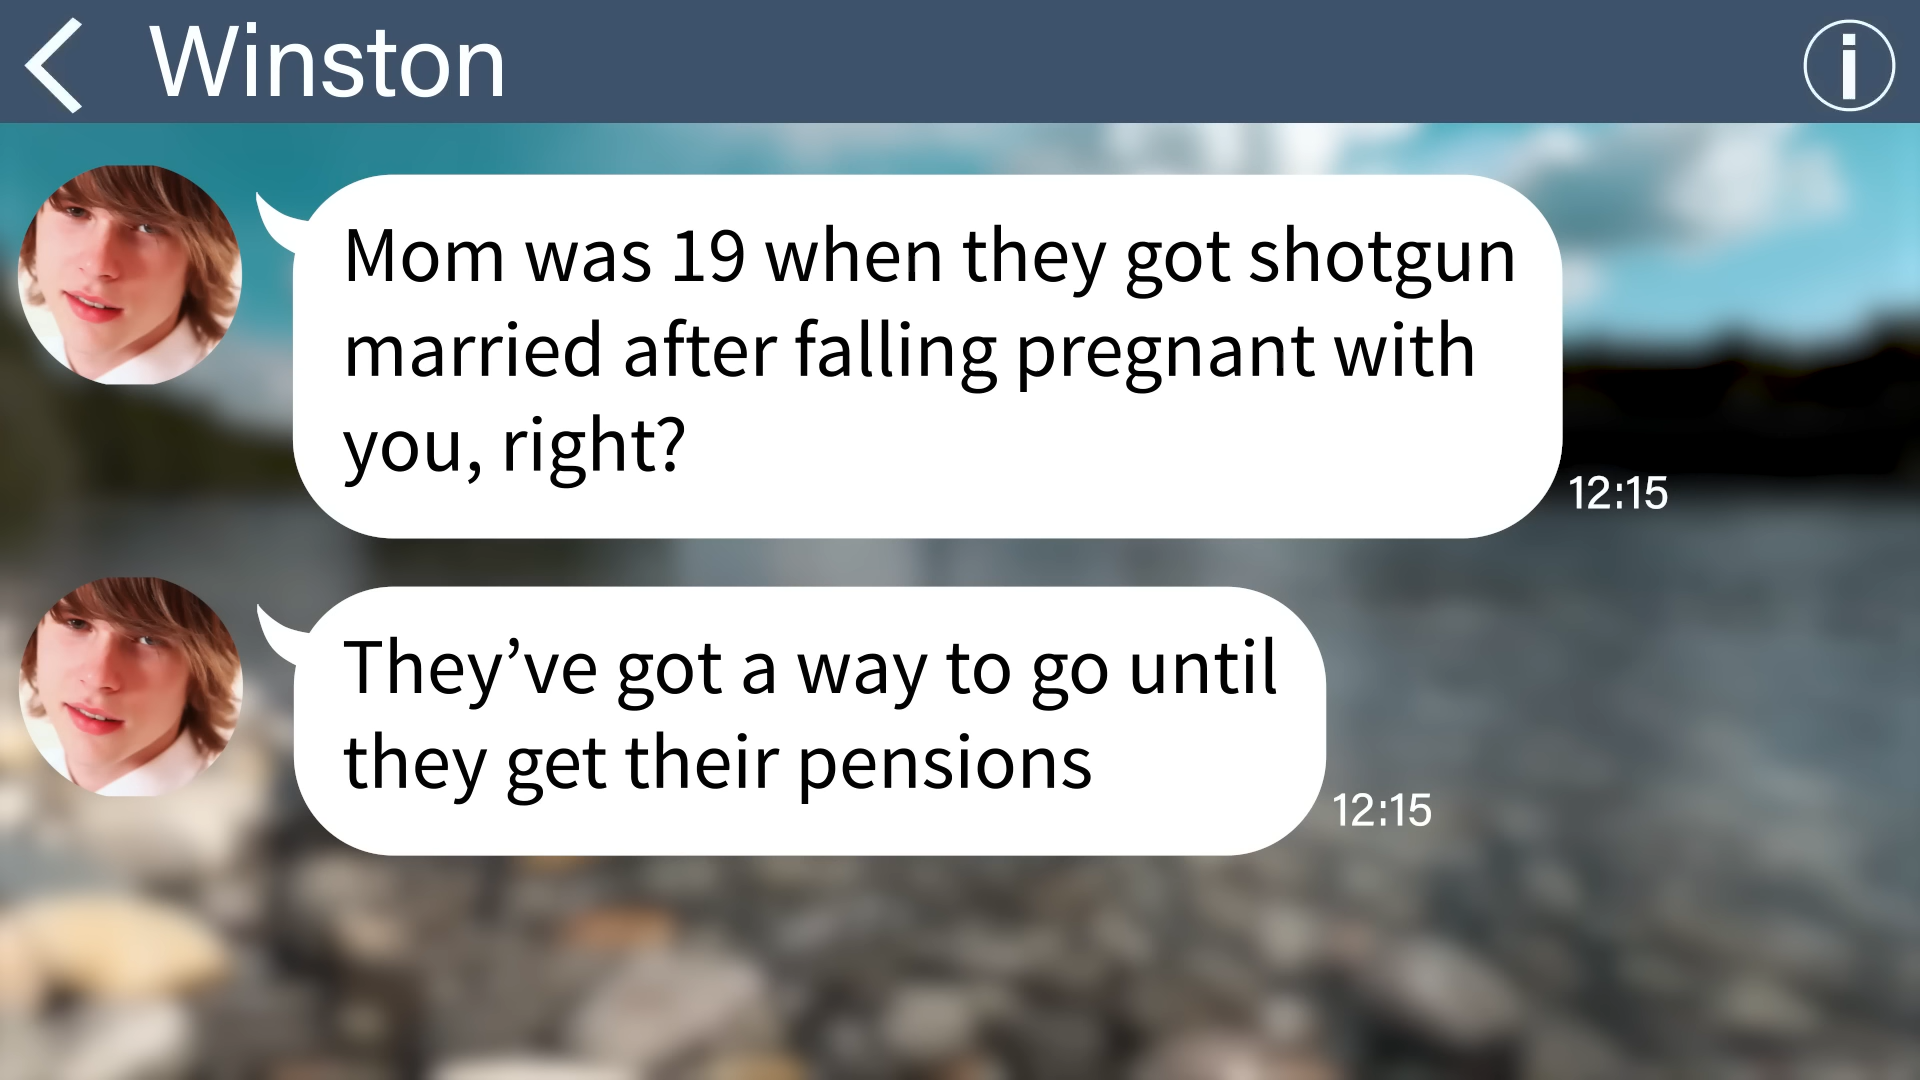 Winston
Mom was 19 when they got shotgun
married after falling pregnant with
you, right?
12:15
They’ve got a way to go until
they get their pensions
12:15